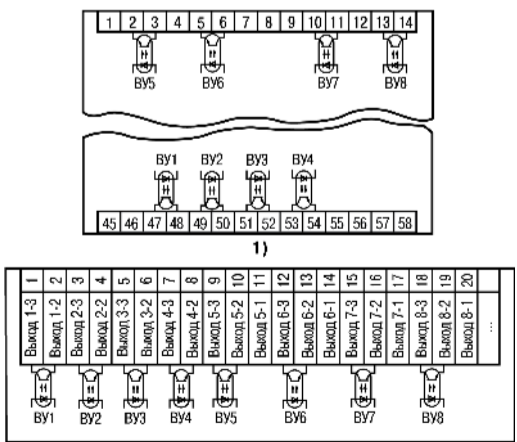 1 2 3 4 5 6 7 8 9 10 11 12 13 14
ВУ5 ВУ6 ВУ7 ВУ8
ВУ1 ВУ2 ВУ3 ВУ4
45 46 47 48 49 50 51 52 53 54 55 56 57 58
1)
1 2 3 4 5 6 7 8 9 10 11 12 13 14 15 16 17 18 19 20
Выход 1-3 Выход 1-2 Выход 2-3 Выход 2-2 Выход 3-3 Выход 3-2 Выход 4-3 Выход 4-2 Выход 5-3 Выход 5-2 Выход 5-1 Выход 6-3 Выход 6-2 Выход 6-1 Выход 7-3 Выход 7-2 Выход 7-1 Выход 8-3 Выход 8-2 Выход 8-1 ...
ВУ1 ВУ2 ВУ3 ВУ4 ВУ5 ВУ6 ВУ7 ВУ8